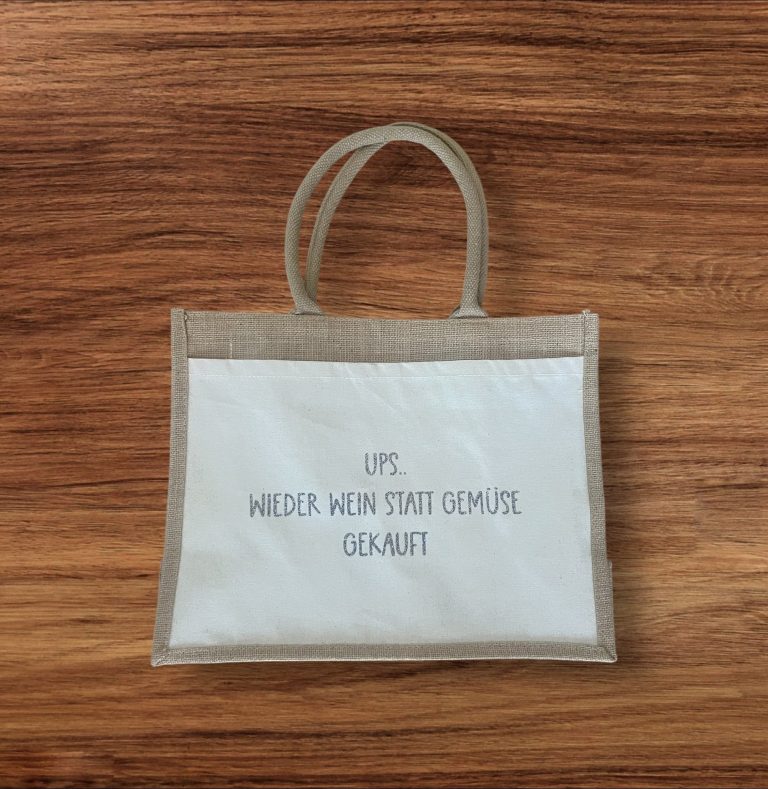 UPS..
WIEDER WEIN STATT GEMÜSE
GEKAUFT